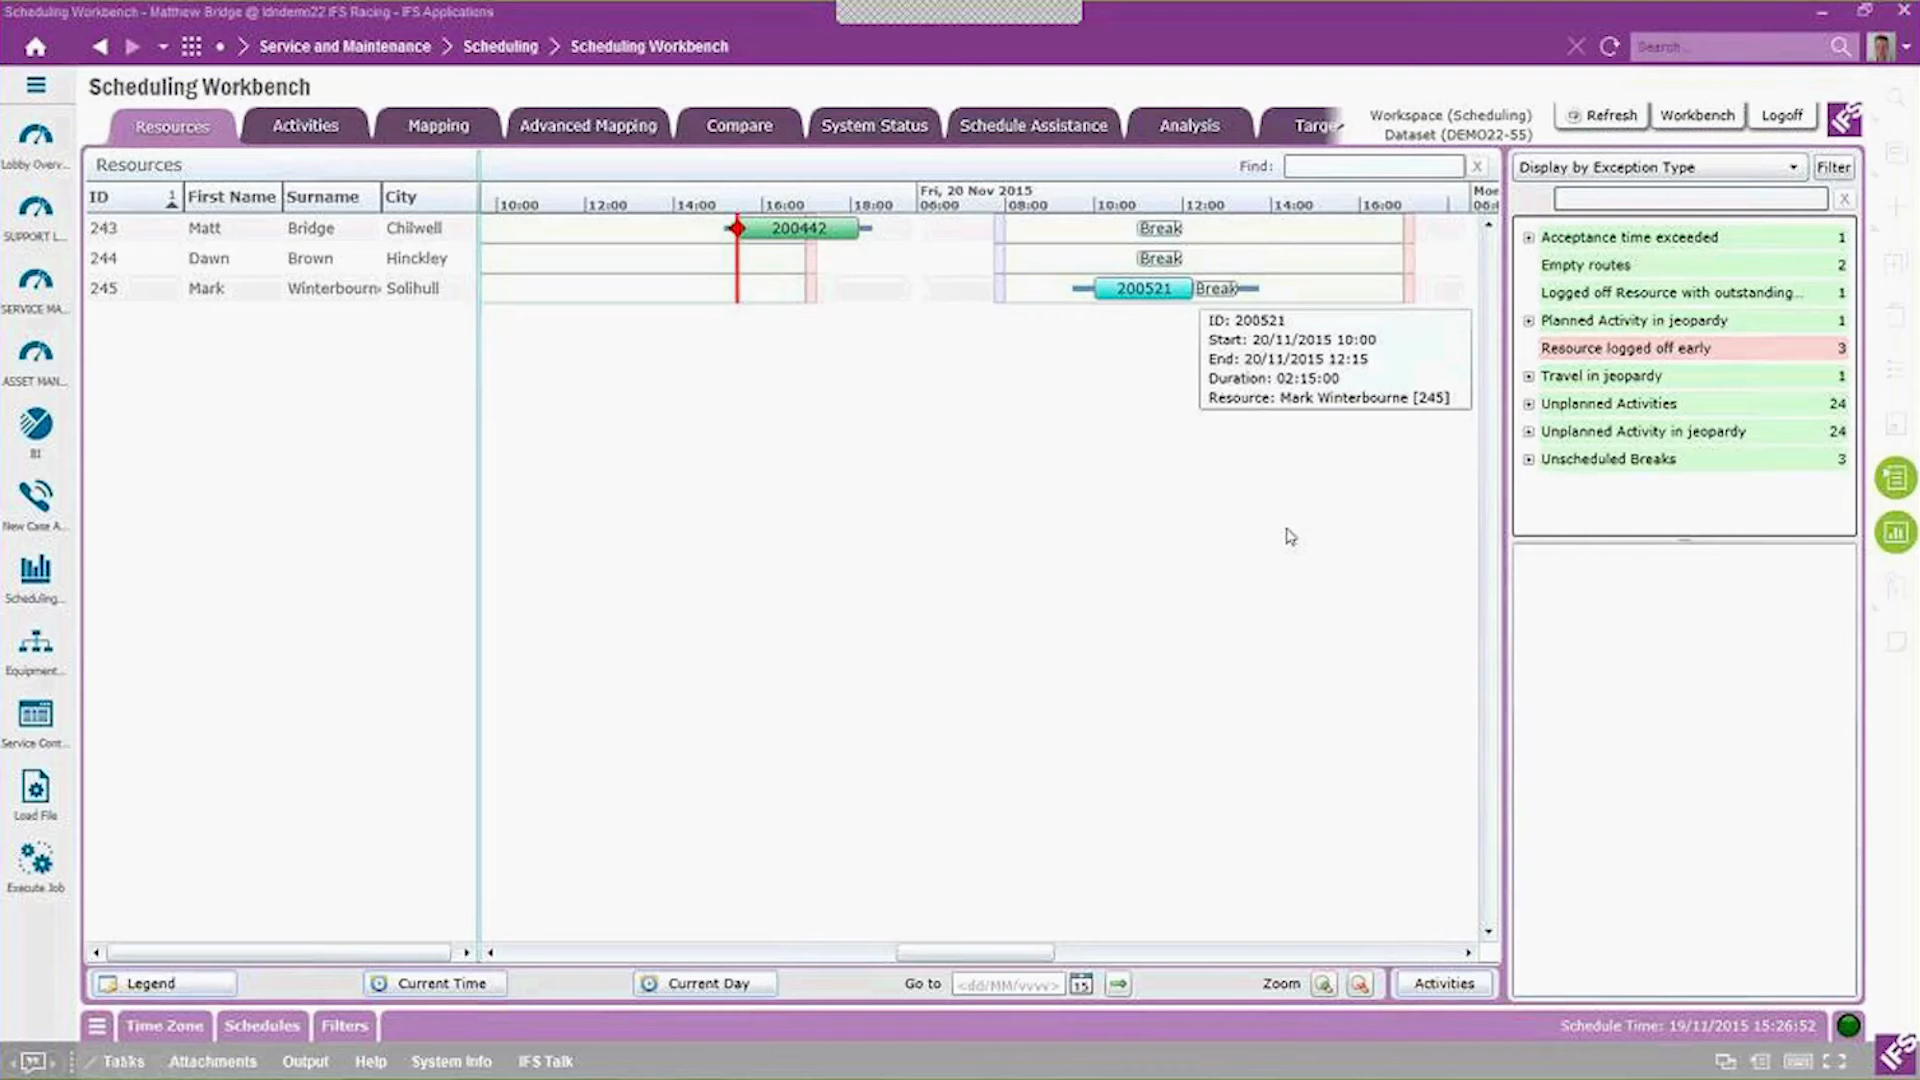 Scheduling Workbench - Matthew Bridge @ ldndemo22 IFS Racing - IFS Applications
Service and Maintenance
Scheduling
Scheduling Workbench
Search...
Scheduling Workbench
Resources
Activities
Mapping
Advanced Mapping
Compare
System Status
Schedule Assistance
Analysis
Targe
Workspace (Scheduling)
Dataset (DEMO22-55)
Refresh
Workbench
Logoff
IFS
Lobby Overv...
SUPPORT L...
SERVICE MA...
ASSET MAN...
BI
New Case A...
Scheduling...
Equipment...
Service Cont...
Load File
Execute Job
Resources
Find:
X
ID 1 First Name Surname City
Fri, 20 Nov 2015
10:00 12:00 14:00 16:00 18:00 06:00 08:00 10:00 12:00 14:00 16:00
243 Matt Bridge Chilwell 200442 Break
244 Dawn Brown Hinckley Break
245 Mark Winterbourn Solihull 200521 Break
ID: 200521
Start: 20/11/2015 10:00
End: 20/11/2015 12:15
Duration: 02:15:00
Resource: Mark Winterbourne [245]
Display by Exception Type
Filter
X
Acceptance time exceeded 1
Empty routes 2
Logged off Resource with outstanding... 1
Planned Activity in jeopardy 1
Resource logged off early 3
Travel in jeopardy 1
Unplanned Activities 24
Unplanned Activity in jeopardy 24
Unscheduled Breaks 3
Legend
Current Time
Current Day
Go to
<dd/MM/yyyy>
15
Zoom
Activities
Time Zone
Schedules
Filters
Schedule Time: 19/11/2015 15:26:52
Tasks
Attachments
Output
Help
System Info
IFS Talk
IFS